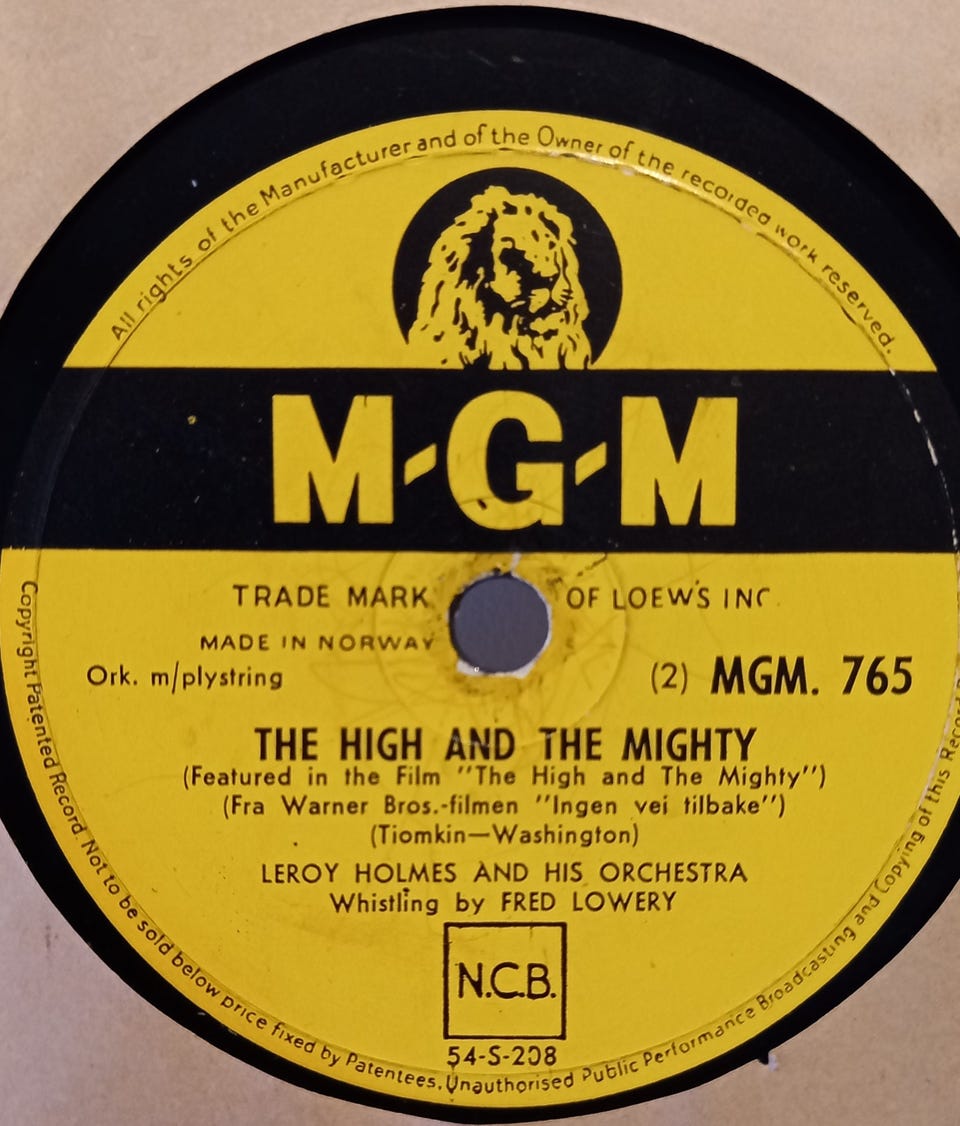 All rights of the Manufacturer and of the Owner of the recorded work reserved.
M-G-M
TRADE MARK OF LOEW'S INC.
MADE IN NORWAY
Ork. m/plystring
(2) MGM. 765
THE HIGH AND THE MIGHTY
(Featured in the Film "The High and The Mighty")
(Fra Warner Bros.-filmen "Ingen vei tilbake")
(Tiomkin—Washington)
LEROY HOLMES AND HIS ORCHESTRA
Whistling by FRED LOWERY
N.C.B.
54-S-208
Copyright Patented Record. Not to be sold below price fixed by Patentees, Unauthorised Public Performance Broadcasting and Copying of this Record